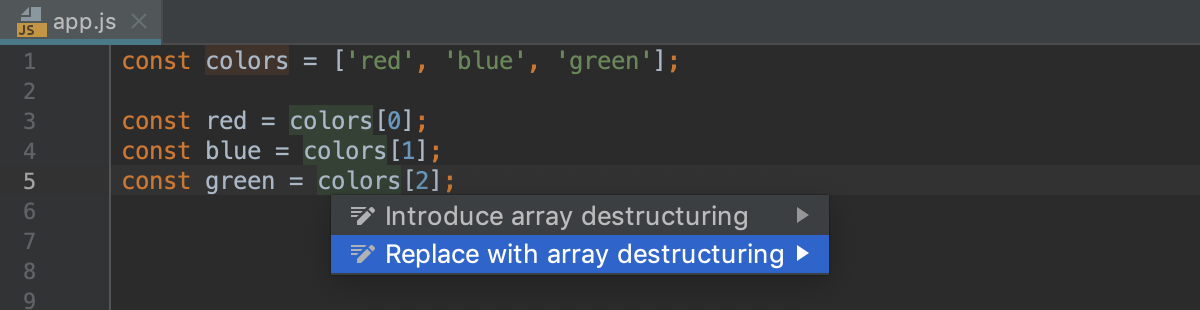 JS app.js
1 const colors = ['red', 'blue', 'green'];
2
3 const red = colors[0];
4 const blue = colors[1];
5 const green = colors[2];
6 Introduce array destructuring
7
8 Replace with array destructuring
9